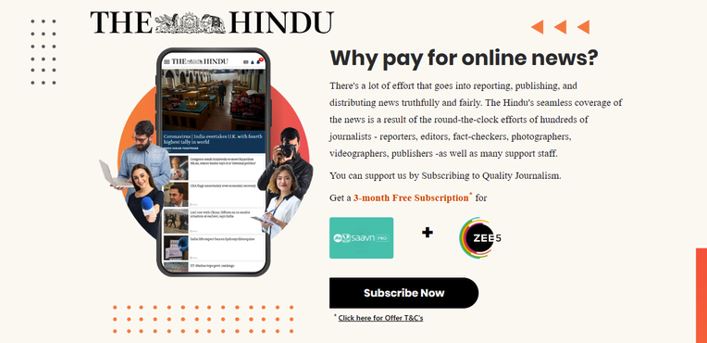 THE HINDU
Why pay for online news?
There's a lot of effort that goes into reporting, publishing, and
distributing news truthfully and fairly. The Hindu's seamless coverage of
the news is a result of the round-the-clock efforts of hundreds of
journalists - reporters, editors, fact-checkers, photographers,
videographers, publishers -as well as many support staff.
You can support us by Subscribing to Quality Journalism.
Get a 3-month Free Subscription* for
saavn PRO
+
ZEE5
Subscribe Now
* Click here for Offer T&C's
THE HINDU
Coronavirus | India overtakes U.K. with fourth
highest tally in world